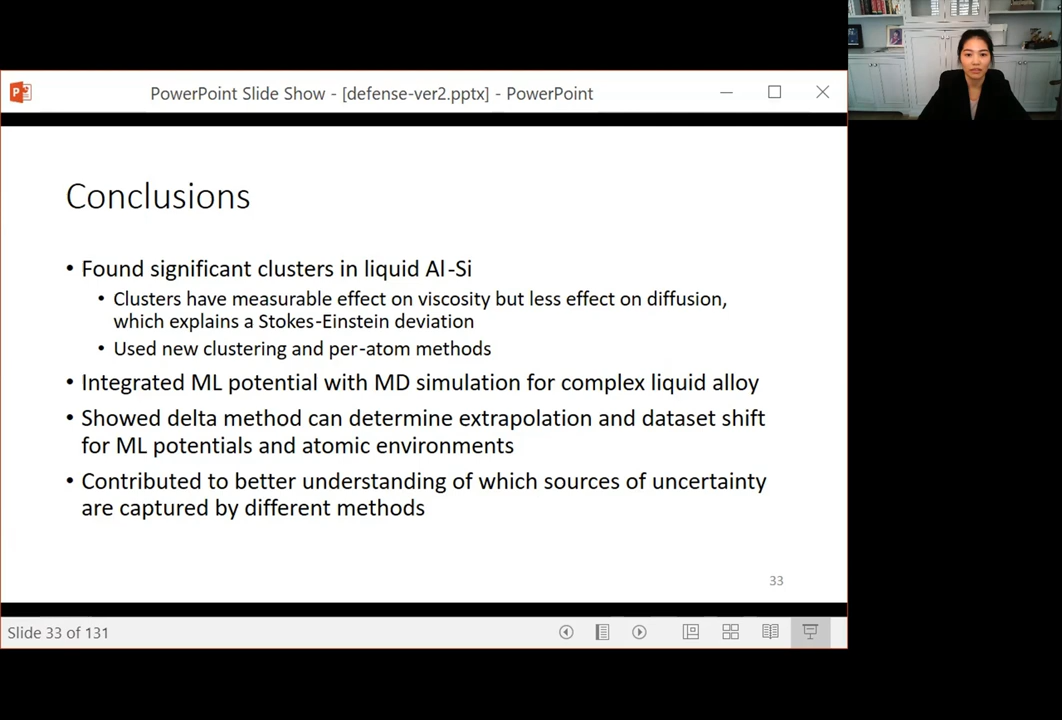 PowerPoint Slide Show - [defense-ver2.pptx] - PowerPoint
Conclusions
• Found significant clusters in liquid Al-Si
• Clusters have measurable effect on viscosity but less effect on diffusion,
which explains a Stokes-Einstein deviation
• Used new clustering and per-atom methods
• Integrated ML potential with MD simulation for complex liquid alloy
• Showed delta method can determine extrapolation and dataset shift
for ML potentials and atomic environments
• Contributed to better understanding of which sources of uncertainty
are captured by different methods
33
Slide 33 of 131